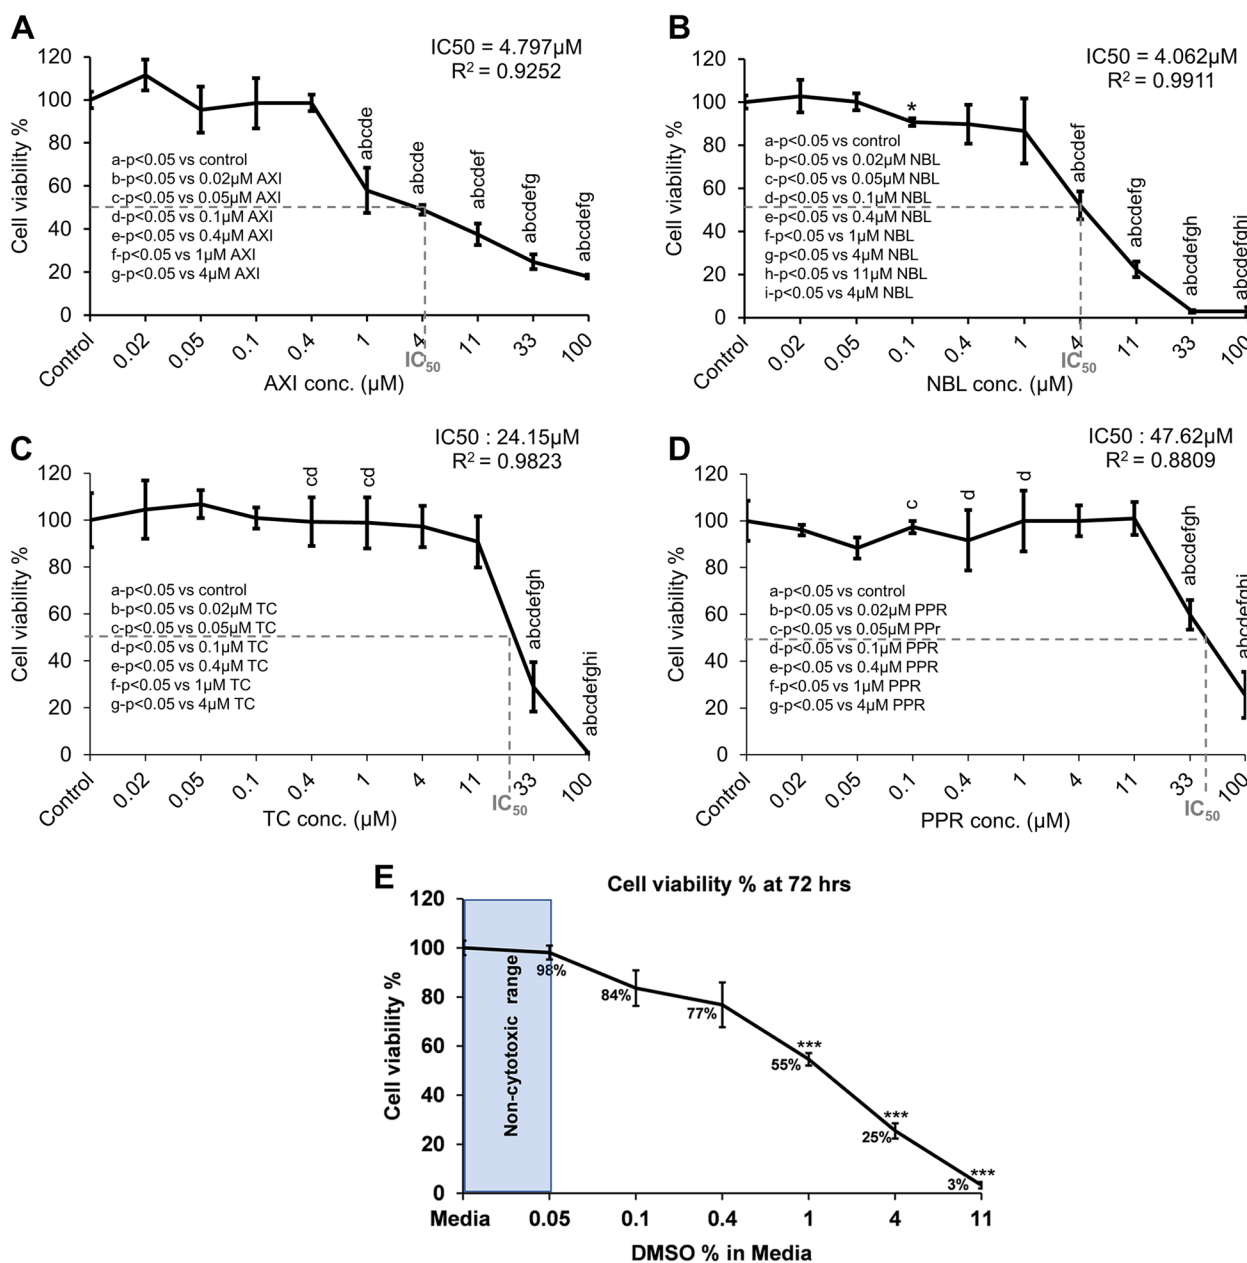 A
IC50 = 4.797µM
R² = 0.9252
Cell viability %
120
100
80
60
40
20
0
a-p<0.05 vs control
b-p<0.05 vs 0.02µM AXI
c-p<0.05 vs 0.05µM AXI
d-p<0.05 vs 0.1µM AXI
e-p<0.05 vs 0.4µM AXI
f-p<0.05 vs 1µM AXI
g-p<0.05 vs 4µM AXI
abcde
abcde
abcdef
abcdefg
abcdefg
Control 0.02 0.05 0.1 0.4 1 4 11 33 100
IC50
AXI conc. (µM)
B
IC50 = 4.062µM
R² = 0.9911
Cell viability %
120
100
80
60
40
20
0
*
a-p<0.05 vs control
b-p<0.05 vs 0.02µM NBL
c-p<0.05 vs 0.05µM NBL
d-p<0.05 vs 0.1µM NBL
e-p<0.05 vs 0.4µM NBL
f-p<0.05 vs 1µM NBL
g-p<0.05 vs 4µM NBL
h-p<0.05 vs 11µM NBL
i-p<0.05 vs 4µM NBL
abcdef
abcdefg
abcdefgh
abcdefghi
Control 0.02 0.05 0.1 0.4 1 4 11 33 100
IC50
NBL conc. (µM)
C
IC50 : 24.15µM
R² = 0.9823
Cell viability %
120
100
80
60
40
20
0
cd
cd
a-p<0.05 vs control
b-p<0.05 vs 0.02µM TC
c-p<0.05 vs 0.05µM TC
d-p<0.05 vs 0.1µM TC
e-p<0.05 vs 0.4µM TC
f-p<0.05 vs 1µM TC
g-p<0.05 vs 4µM TC
abcdefgh
abcdefghi
Control 0.02 0.05 0.1 0.4 1 4 11 33 100
IC50
TC conc. (µM)
D
IC50 : 47.62µM
R² = 0.8809
Cell viability %
120
100
80
60
40
20
0
c
d
d
a-p<0.05 vs control
b-p<0.05 vs 0.02µM PPR
c-p<0.05 vs 0.05µM PPr
d-p<0.05 vs 0.1µM PPR
e-p<0.05 vs 0.4µM PPR
f-p<0.05 vs 1µM PPR
g-p<0.05 vs 4µM PPR
abcdefgh
abcdefghi
Control 0.02 0.05 0.1 0.4 1 4 11 33 100
IC50
PPR conc. (µM)
E
Cell viability % at 72 hrs
Cell viability %
120
100
80
60
40
20
0
Non-cytotoxic range
98%
84%
77%
***
55%
***
25%
***
3%
Media 0.05 0.1 0.4 1 4 11
DMSO % in Media